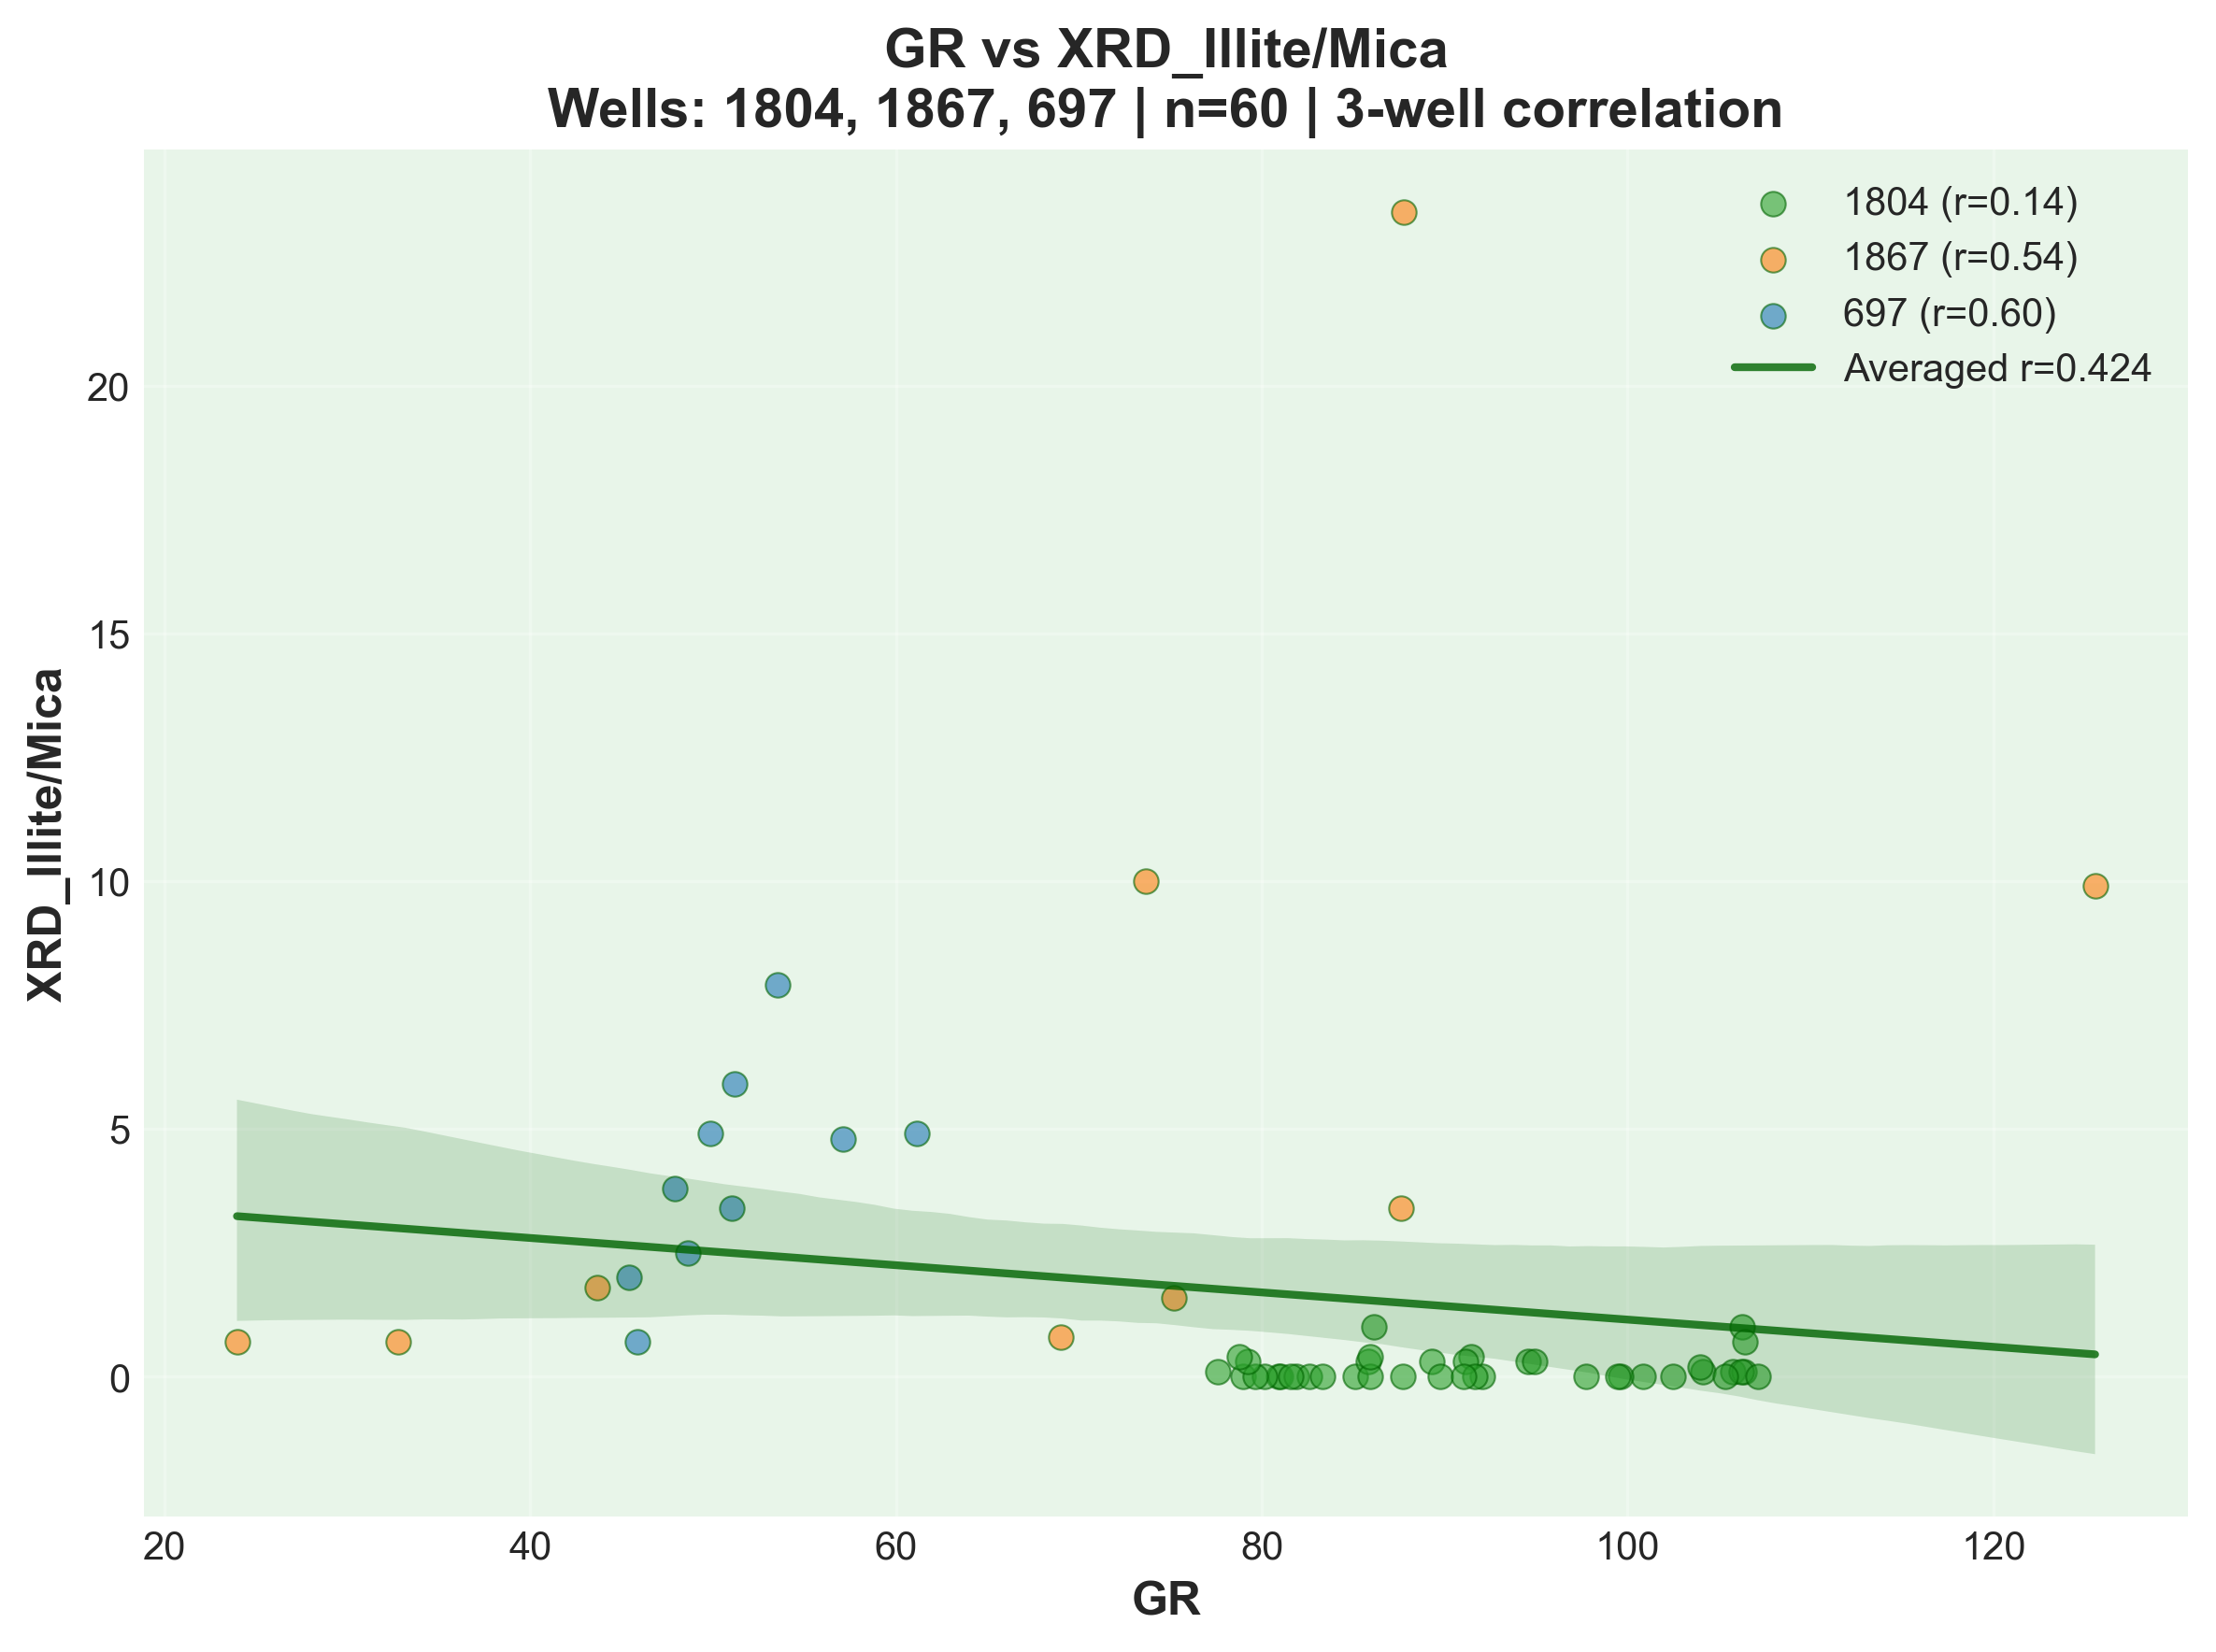 GR vs XRD_Illite/Mica
Wells: 1804, 1867, 697 | n=60 | 3-well correlation
1804 (r=0.14)
1867 (r=0.54)
697 (r=0.60)
Averaged r=0.424
XRD_Illite/Mica
20
15
10
5
0
20
40
60
80
100
120
GR